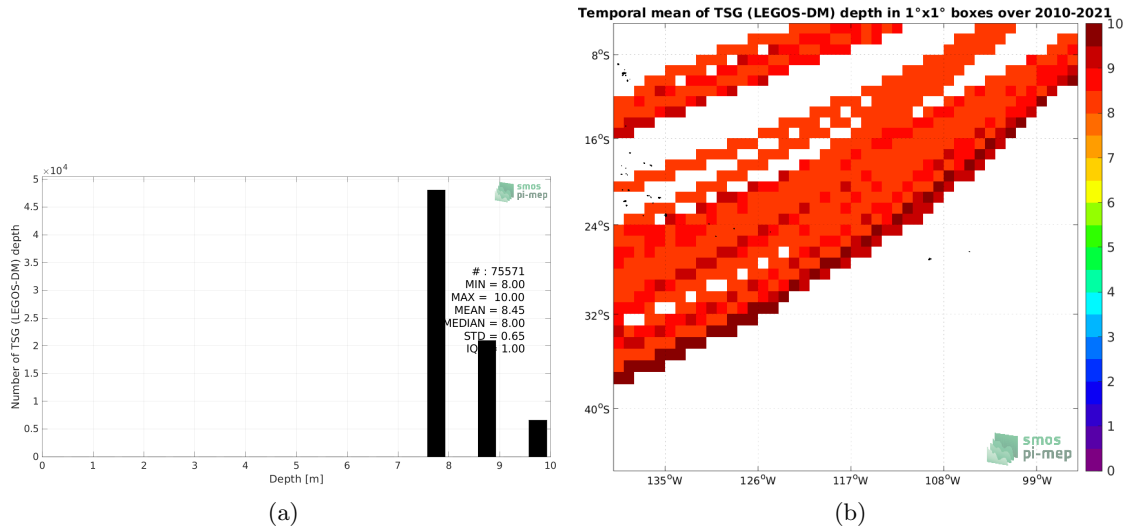 Temporal mean of TSG (LEGOS-DM) depth in 1°x1° boxes over 2010-2021
×10⁴
5
4.5
4
3.5
3
2.5
2
1.5
1
0.5
0
Number of TSG (LEGOS-DM) depth
smos
pi-mep
# : 75571
MIN = 8.00
MAX = 10.00
MEAN = 8.45
MEDIAN = 8.00
STD = 0.65
IQ = 1.00
0 1 2 3 4 5 6 7 8 9 10
Depth [m]
(a)
8°S
16°S
24°S
32°S
40°S
135°W 126°W 117°W 108°W 99°W
smos
pi-mep
10
9
8
7
6
5
4
3
2
1
0
(b)